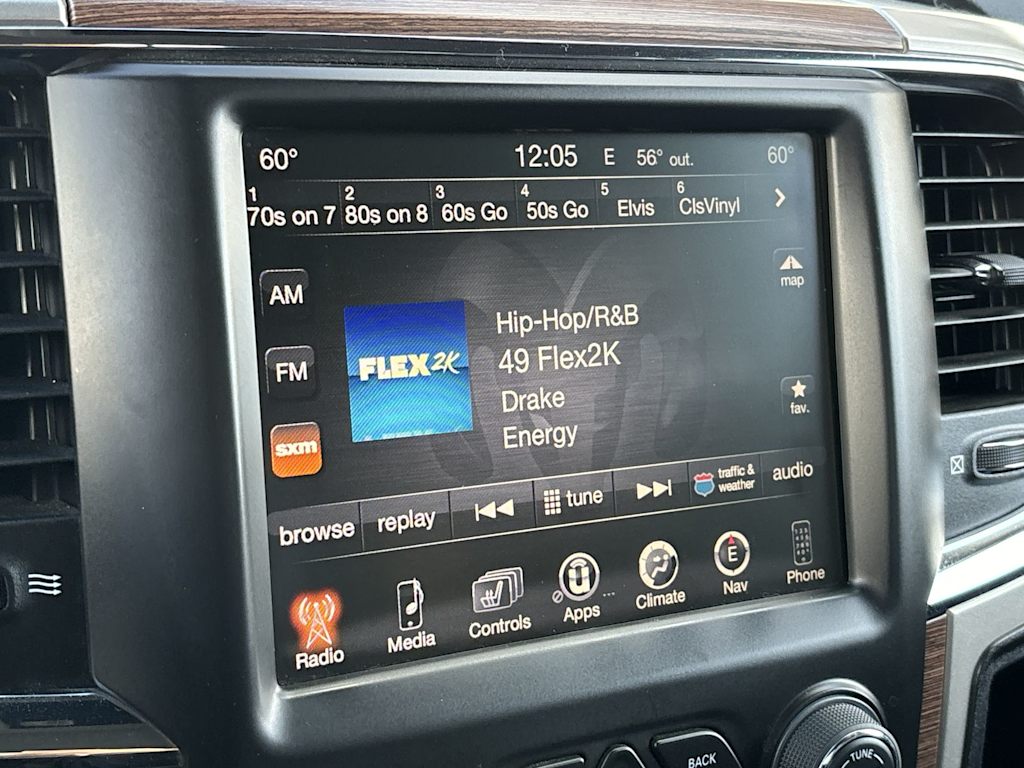 60° 12:05 E 56° out. 60°
1 2 3 4 5 6
70s on 7 80s on 8 60s Go 50s Go Elvis ClsVinyl
map
AM
Hip-Hop/R&B
FLEX2K
49 Flex2K
FM
Drake
fav.
sxm
Energy
browse replay tune traffic & weather audio
E
Radio Media Controls Apps ... Climate Nav Phone
BACK
TUNE